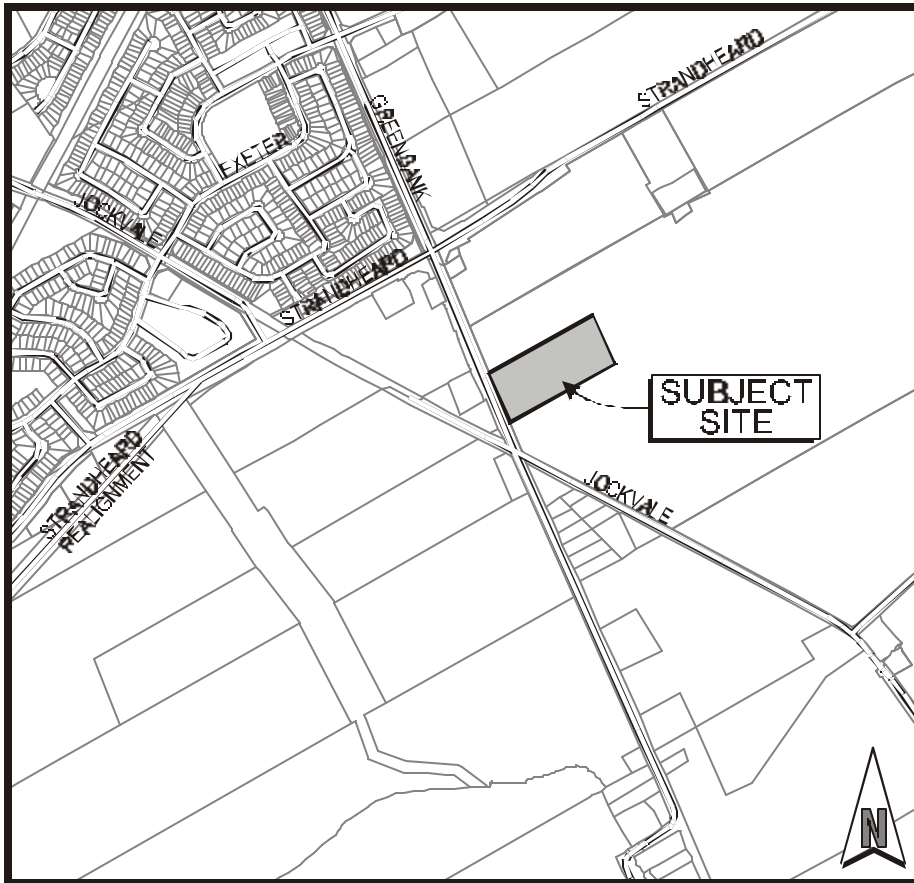 STRANDHEARD
GREENBANK
EXETER
JOCKVALE
STRANDHEARD
SUBJECT
SITE
STRANDHEARD
REALIGNMENT
JOCKVALE
N